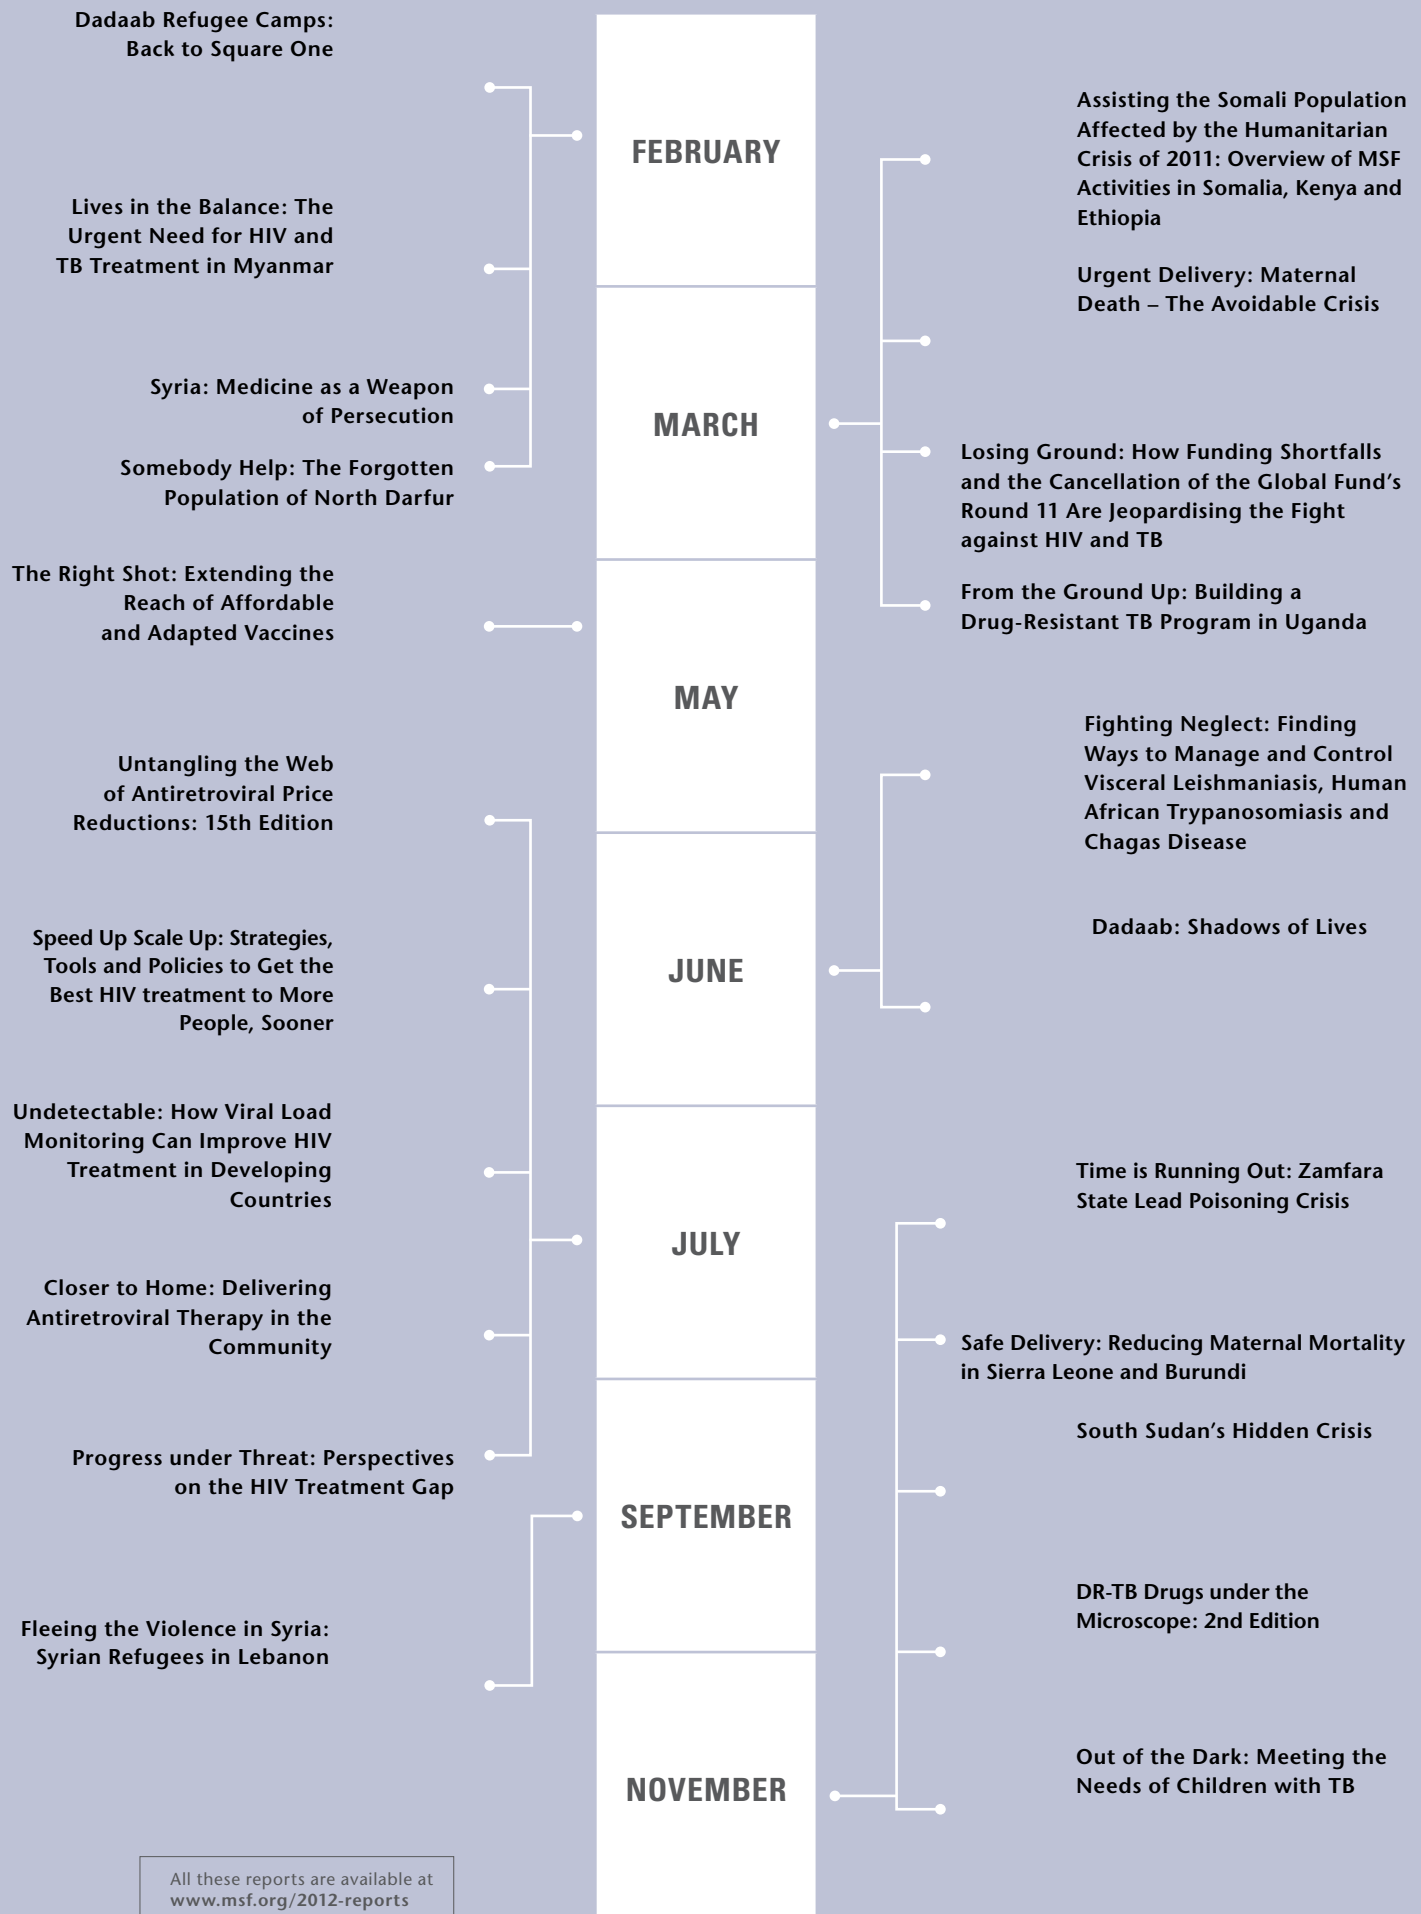 FEBRUARY
Dadaab Refugee Camps:
Back to Square One
Lives in the Balance: The
Urgent Need for HIV and
TB Treatment in Myanmar
Syria: Medicine as a Weapon
of Persecution
Somebody Help: The Forgotten
Population of North Darfur
MARCH
Assisting the Somali Population
Affected by the Humanitarian
Crisis of 2011: Overview of MSF
Activities in Somalia, Kenya and
Ethiopia
Urgent Delivery: Maternal
Death – The Avoidable Crisis
Losing Ground: How Funding Shortfalls
and the Cancellation of the Global Fund’s
Round 11 Are Jeopardising the Fight
against HIV and TB
From the Ground Up: Building a
Drug-Resistant TB Program in Uganda
MAY
The Right Shot: Extending the
Reach of Affordable
and Adapted Vaccines
JUNE
Fighting Neglect: Finding
Ways to Manage and Control
Visceral Leishmaniasis, Human
African Trypanosomiasis and
Chagas Disease
Dadaab: Shadows of Lives
JULY
Untangling the Web
of Antiretroviral Price
Reductions: 15th Edition
Speed Up Scale Up: Strategies,
Tools and Policies to Get the
Best HIV treatment to More
People, Sooner
Undetectable: How Viral Load
Monitoring Can Improve HIV
Treatment in Developing
Countries
Closer to Home: Delivering
Antiretroviral Therapy in the
Community
Progress under Threat: Perspectives
on the HIV Treatment Gap
SEPTEMBER
Fleeing the Violence in Syria:
Syrian Refugees in Lebanon
NOVEMBER
Time is Running Out: Zamfara
State Lead Poisoning Crisis
Safe Delivery: Reducing Maternal Mortality
in Sierra Leone and Burundi
South Sudan’s Hidden Crisis
DR-TB Drugs under the
Microscope: 2nd Edition
Out of the Dark: Meeting the
Needs of Children with TB
All these reports are available at
www.msf.org/2012-reports